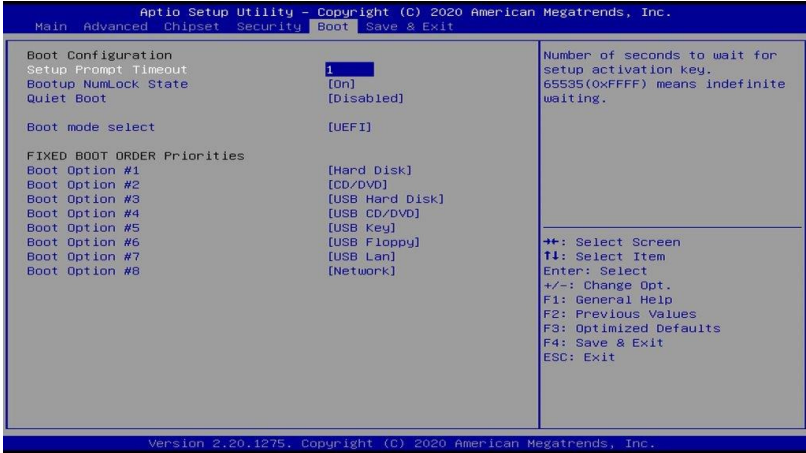 Aptio Setup Utility – Copyright (C) 2020 American Megatrends, Inc.
Main Advanced Chipset Security Boot Save & Exit
Boot Configuration
Setup Prompt Timeout 1
Bootup NumLock State [On]
Quiet Boot [Disabled]
Boot mode select [UEFI]
FIXED BOOT ORDER Priorities
Boot Option #1 [Hard Disk]
Boot Option #2 [CD/DVD]
Boot Option #3 [USB Hard Disk]
Boot Option #4 [USB CD/DVD]
Boot Option #5 [USB Key]
Boot Option #6 [USB Floppy]
Boot Option #7 [USB Lan]
Boot Option #8 [Network]
Number of seconds to wait for
setup activation key.
65535(0xFFFF) means indefinite
waiting.
→←: Select Screen
↑↓: Select Item
Enter: Select
+/-: Change Opt.
F1: General Help
F2: Previous Values
F3: Optimized Defaults
F4: Save & Exit
ESC: Exit
Version 2.20.1275. Copyright (C) 2020 American Megatrends, Inc.